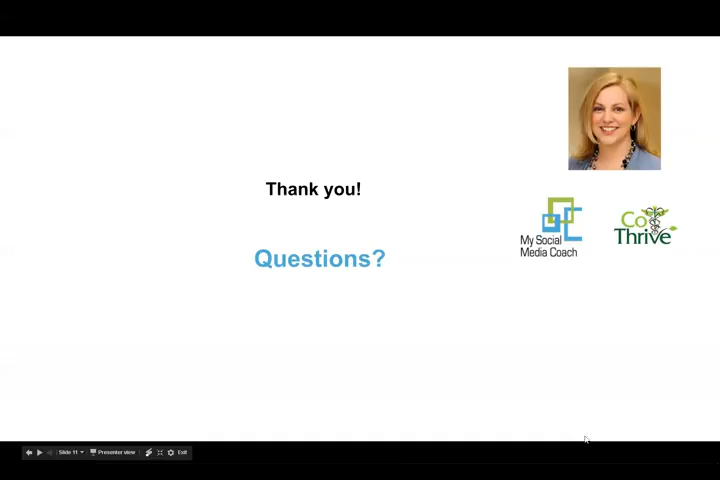 Thank you!
Questions?
My Social
Media Coach
Co
Thrive
Slide 11
Presenter view
Exit